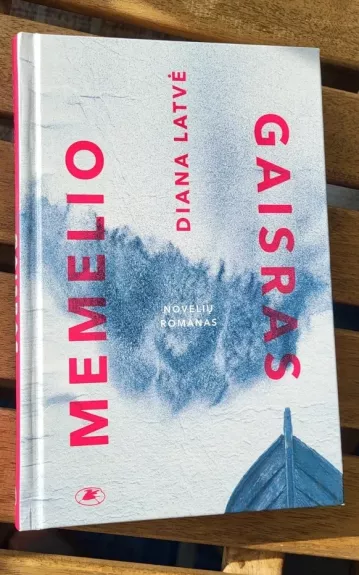 MEMELIO
DIANA LATVĖ
GAISRAS
NOVELIŲ
ROMANAS